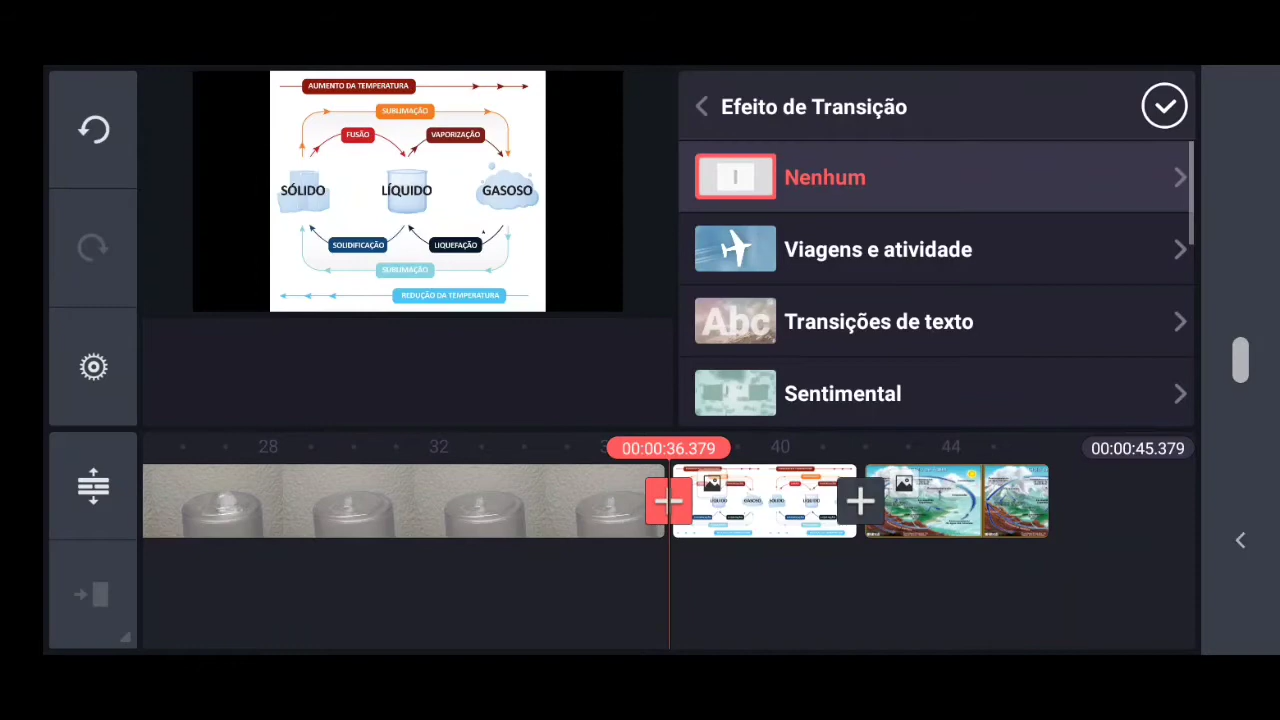 AUMENTO DA TEMPERATURA
SUBLIMAÇÃO
FUSÃO
VAPORIZAÇÃO
SÓLIDO
LÍQUIDO
GASOSO
SOLIDIFICAÇÃO
LIQUEFAÇÃO
SUBLIMAÇÃO
REDUÇÃO DA TEMPERATURA
Efeito de Transição
Nenhum
Viagens e atividade
Abc
Transições de texto
Sentimental
28
32
00:00:36.379
40
44
00:00:45.379